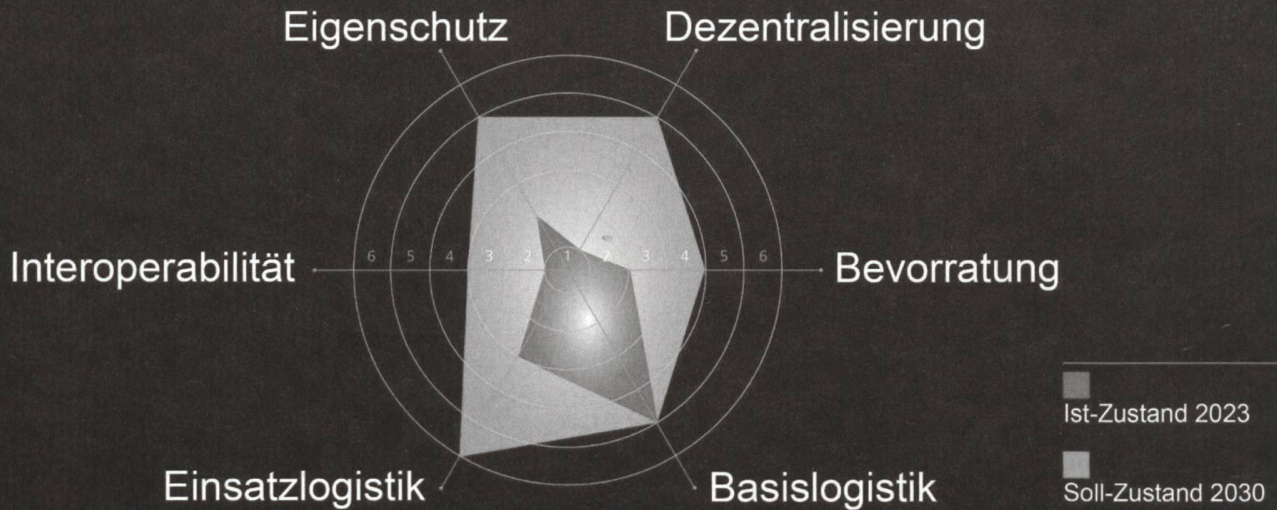 Eigenschutz Dezentralisierung
6 5 4 3 2 1 2 3 4 5 6
Interoperabilität Bevorratung
Ist-Zustand 2023
Einsatzlogistik Basislogistik
Soll-Zustand 2030